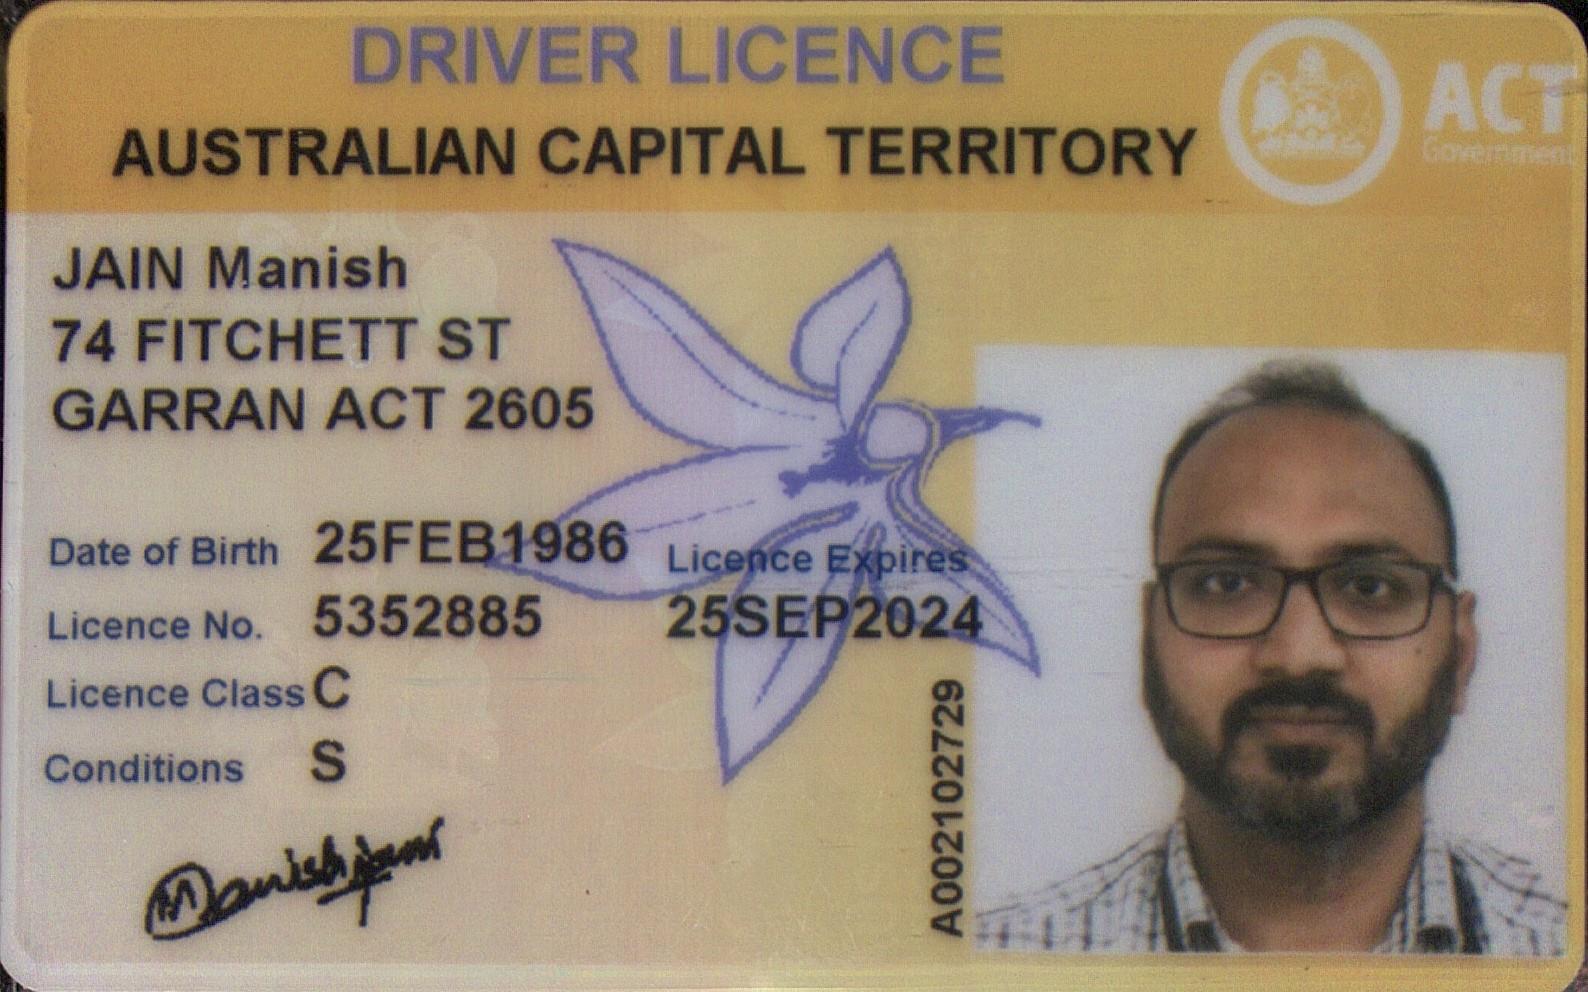 DRIVER LICENCE
AUSTRALIAN CAPITAL TERRITORY
ACT
Government
JAIN Manish
74 FITCHETT ST
GARRAN ACT 2605
Date of Birth 25FEB1986
Licence Expires
Licence No. 5352885
25SEP2024
Licence Class C
Conditions S
A002102729
Manish Jain